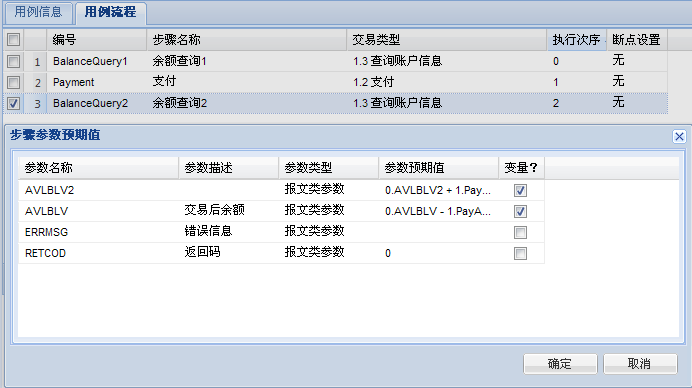 用例信息 用例流程
编号 步骤名称 交易类型 执行次序 断点设置
1 BalanceQuery1 余额查询1 1.3 查询账户信息 0 无
2 Payment 支付 1.2 支付 1 无
3 BalanceQuery2 余额查询2 1.3 查询账户信息 2 无
步骤参数预期值
参数名称 参数描述 参数类型 参数预期值 变量?
AVLBLV2 报文类参数 0.AVLBLV2 + 1.Pay...
AVLBLV 交易后余额 报文类参数 0.AVLBLV - 1.PayA...
ERRMSG 错误信息 报文类参数
RETCOD 返回码 报文类参数 0
确定 取消